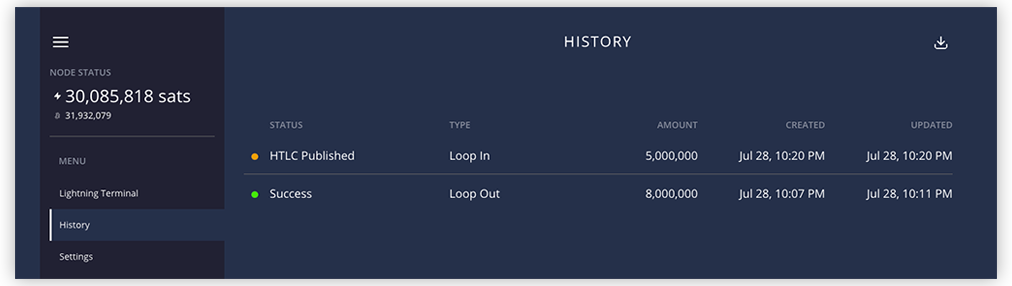 HISTORY
NODE STATUS
30,085,818 sats
31,932,079
MENU
Lightning Terminal
History
Settings
STATUS TYPE AMOUNT CREATED UPDATED
HTLC Published Loop In 5,000,000 Jul 28, 10:20 PM Jul 28, 10:20 PM
Success Loop Out 8,000,000 Jul 28, 10:07 PM Jul 28, 10:11 PM